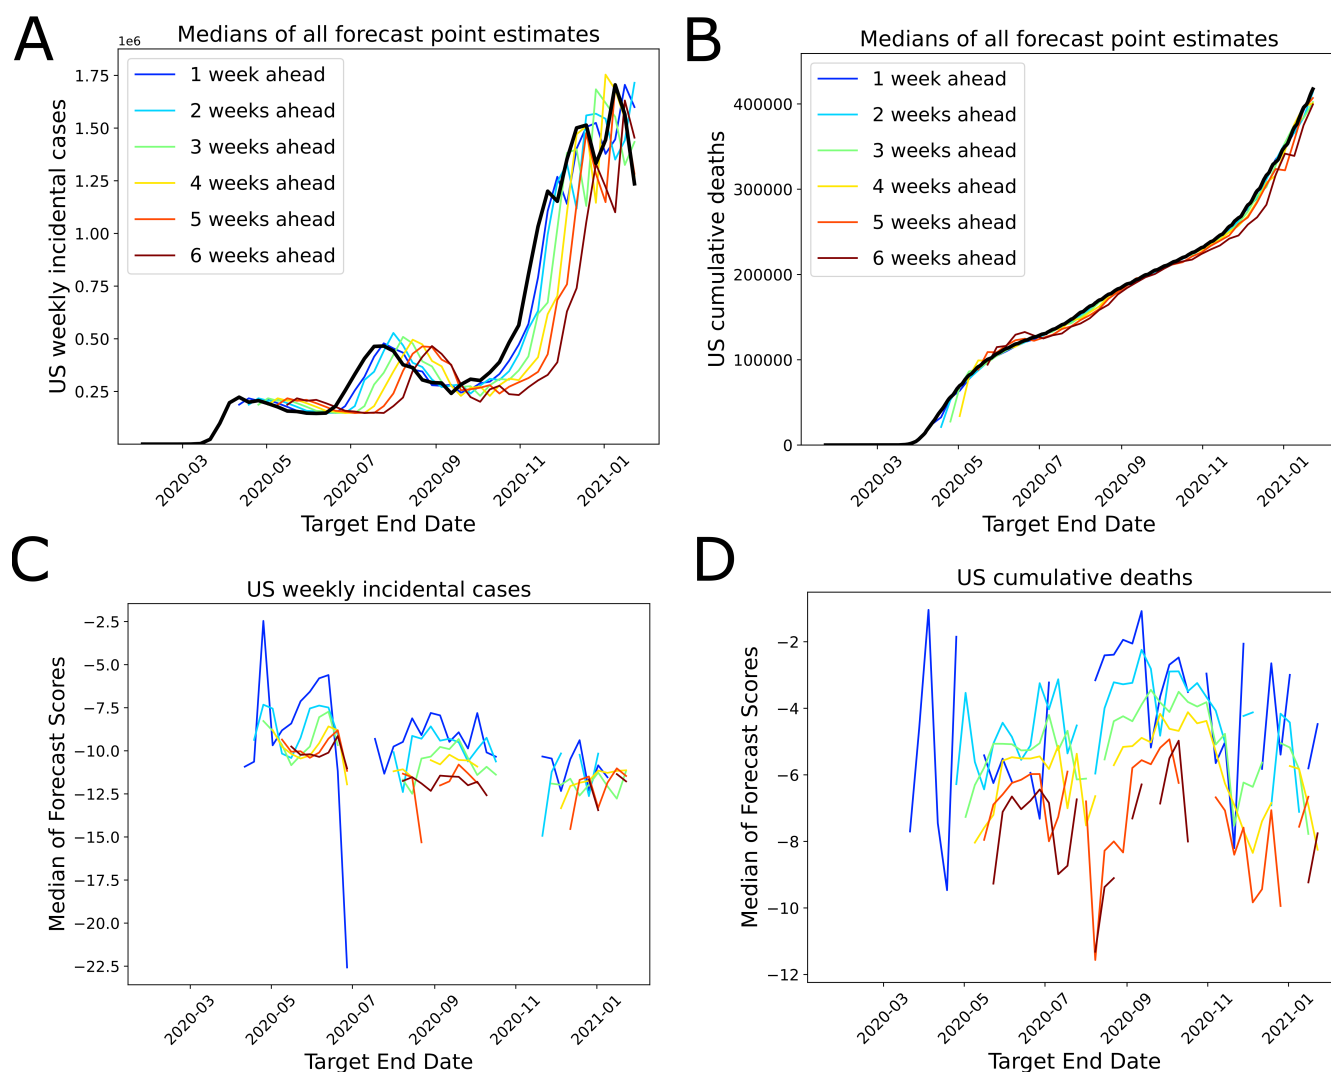 A
Medians of all forecast point estimates
1e6
US weekly incidental cases
1.75
1.50
1.25
1.00
0.75
0.50
0.25
1 week ahead
2 weeks ahead
3 weeks ahead
4 weeks ahead
5 weeks ahead
6 weeks ahead
2020-03
2020-05
2020-07
2020-09
2020-11
2021-01
Target End Date
B
Medians of all forecast point estimates
US cumulative deaths
400000
300000
200000
100000
0
1 week ahead
2 weeks ahead
3 weeks ahead
4 weeks ahead
5 weeks ahead
6 weeks ahead
2020-03
2020-05
2020-07
2020-09
2020-11
2021-01
Target End Date
C
US weekly incidental cases
Median of Forecast Scores
−2.5
−5.0
−7.5
−10.0
−12.5
−15.0
−17.5
−20.0
−22.5
2020-03
2020-05
2020-07
2020-09
2020-11
2021-01
Target End Date
D
US cumulative deaths
Median of Forecast Scores
−2
−4
−6
−8
−10
−12
2020-03
2020-05
2020-07
2020-09
2020-11
2021-01
Target End Date